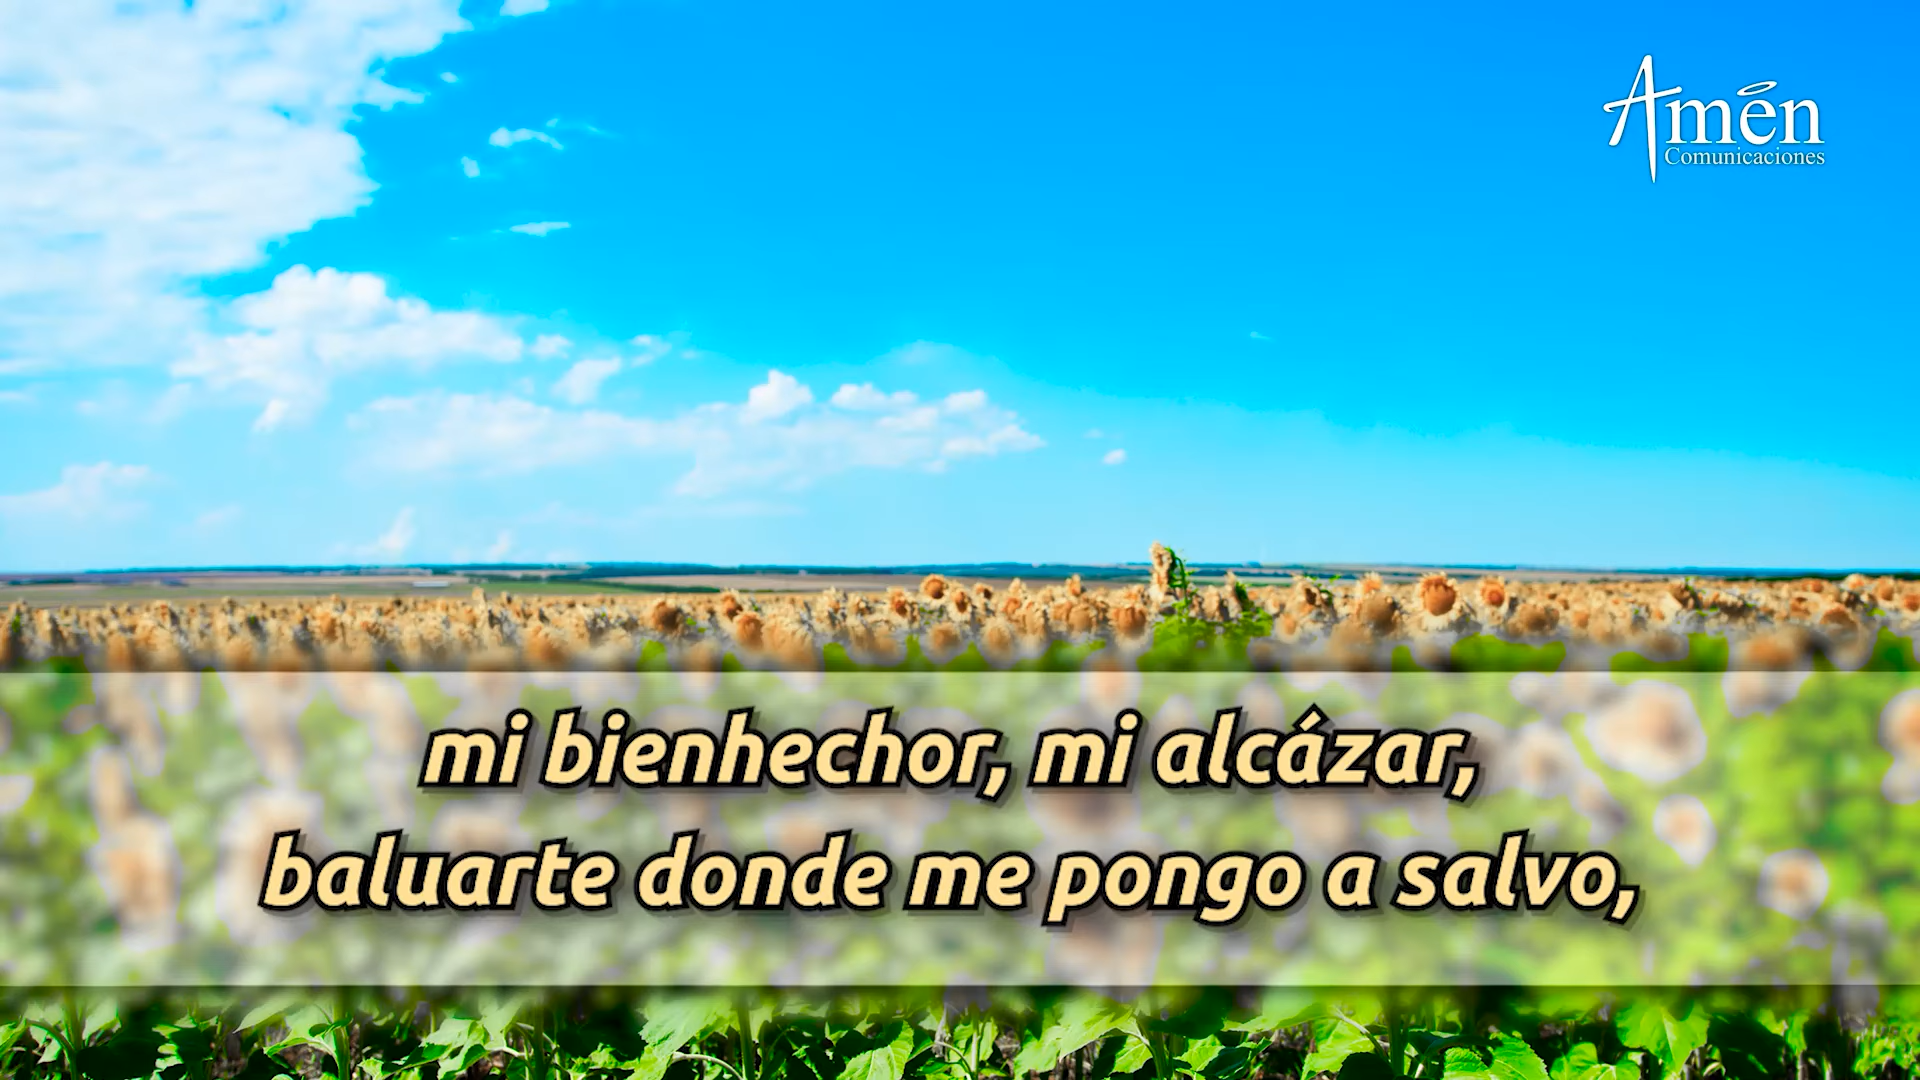 Amén
Comunicaciones
mi bienhechor, mi alcázar,
baluarte donde me pongo a salvo,